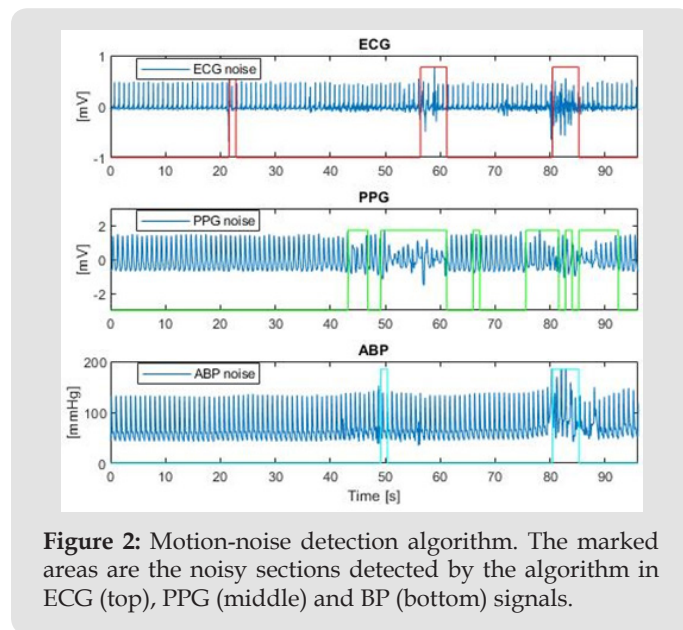 ECG
ECG noise
[mV]
1
0
-1
0 10 20 30 40 50 60 70 80 90
PPG
PPG noise
[mV]
2
0
-2
0 10 20 30 40 50 60 70 80 90
ABP
ABP noise
[mmHg]
200
100
0
0 10 20 30 40 50 60 70 80 90
Time [s]
Figure 2: Motion-noise detection algorithm. The marked
areas are the noisy sections detected by the algorithm in
ECG (top), PPG (middle) and BP (bottom) signals.